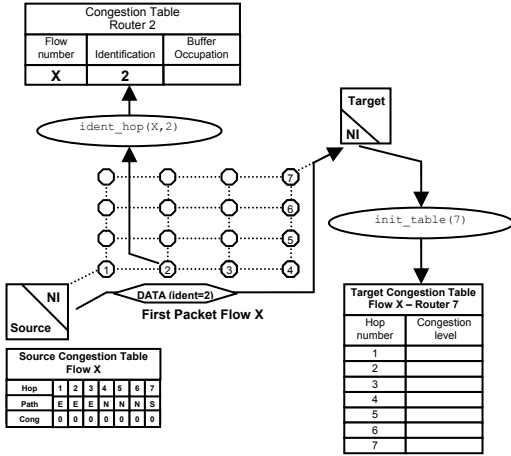 Congestion Table
Router 2
Flow number
Identification
Buffer Occupation
X 2
ident_hop(X,2)
Target
NI
init_table(7)
7
6
5
1 2 3 4
NI
Source
DATA (ident=2)
First Packet Flow X
Source Congestion Table
Flow X
Hop 1 2 3 4 5 6 7
Path E E E N N N S
Cong 0 0 0 0 0 0 0
Target Congestion Table
Flow X – Router 7
Hop number
Congestion level
1
2
3
4
5
6
7